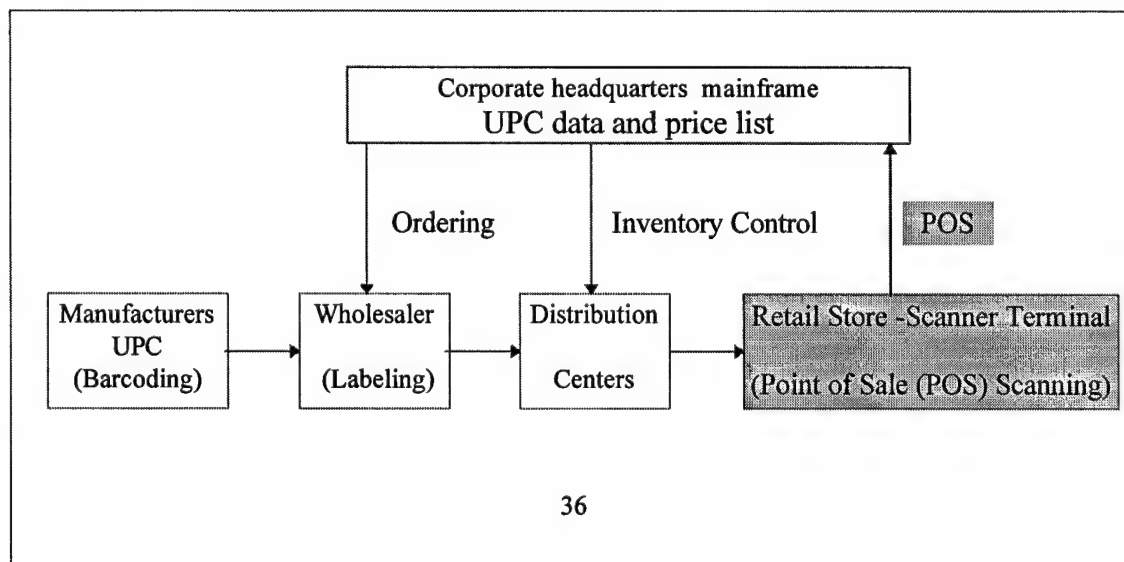 Corporate headquarters mainframe
UPC data and price list
Ordering
Inventory Control
POS
Manufacturers
UPC
(Barcoding)
Wholesaler
(Labeling)
Distribution
Centers
Retail Store -Scanner Terminal
(Point of Sale (POS) Scanning)
36